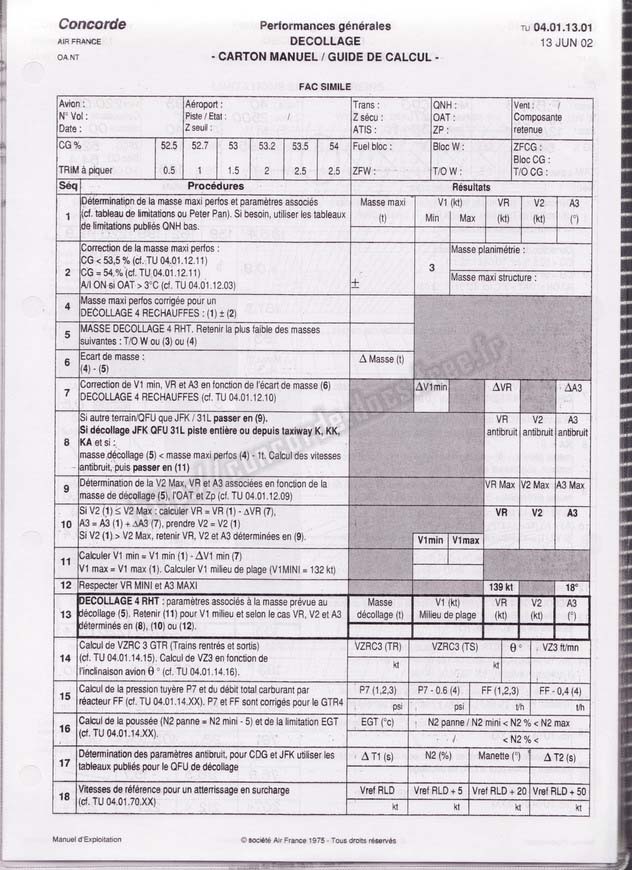 Concorde
AIR FRANCE
OA.NT
Performances générales
DECOLLAGE
- CARTON MANUEL / GUIDE DE CALCUL -
TU 04.01.13.01
13 JUN 02
FAC SIMILE
Avion : Aéroport : Trans : QNH : Vent : /
N° Vol : Piste / Etat : / Z sécu : OAT : Composante
Date : Z seuil : ATIS : ZP : retenue
CG % 52.5 52.7 53 53.2 53.5 54 Fuel bloc : Bloc W : ZFCG :
Bloc CG :
TRIM à piquer 0.5 1 1.5 2 2.5 2.5 ZFW : T/O W : T/O CG :
Séq Procédures Résultats
1 Détermination de la masse maxi perfos et paramètres associés
(cf. tableau de limitations ou Peter Pan). Si besoin, utiliser les tableaux
de limitations publiés QNH bas.
Masse maxi V1 (kt) VR V2 A3
(t) Min Max (kt) (kt) (°)
2 Correction de la masse maxi perfos :
CG < 53,5 % (cf. TU 04.01.12.11)
CG = 54,% (cf. TU 04.01.12.11)
A/I ON si OAT > 3°C (cf. TU 04.01.12.03)
±
3 Masse planimétrie :
Masse maxi structure :
4 Masse maxi perfos corrigée pour un
DECOLLAGE 4 RECHAUFFES : (1) ± (2)
5 MASSE DECOLLAGE 4 RHT. Retenir la plus faible des masses
suivantes : T/O W ou (3) ou (4)
6 Ecart de masse :
(4) - (5)
Δ Masse (t)
7 Correction de V1 min, VR et A3 en fonction de l'écart de masse (6)
DECOLLAGE 4 RECHAUFFES (cf. TU 04.01.12.10)
ΔV1min ΔVR ΔA3
8 Si autre terrain/QFU que JFK / 31L passer en (9).
Si décollage JFK QFU 31L piste entière ou depuis taxiway K, KK,
KA et si :
masse décollage (5) < masse maxi perfos (4) - 1t. Calcul des vitesses
antibruit, puis passer en (11)
VR V2 A3
antibruit antibruit antibruit
9 Détermination de la V2 Max, VR et A3 associées en fonction de la
masse de décollage (5), l'OAT et Zp (cf. TU 04.01.12.09)
VR Max V2 Max A3 Max
10 Si V2 (1) ≤ V2 Max : calculer VR = VR (1) - ΔVR (7),
A3 = A3 (1) + ΔA3 (7), prendre V2 = V2 (1)
Si V2 (1) > V2 Max, retenir VR, V2 et A3 déterminées en (9).
VR V2 A3
V1min V1max
11 Calculer V1 min = V1 min (1) - ΔV1 min (7)
V1 max = V1 max (1). Calculer V1 milieu de plage (V1MINI = 132 kt)
12 Respecter VR MINI et A3 MAXI 139 kt 18°
13 DECOLLAGE 4 RHT : paramètres associés à la masse prévue au
décollage (5). Retenir (11) pour V1 milieu et selon le cas VR, V2 et A3
déterminés en (8), (10) ou (12).
Masse V1 (kt) VR V2 A3
décollage (t) Milieu de plage (kt) (kt) (°)
14 Calcul de VZRC 3 GTR (Trains rentrés et sortis)
(cf. TU 04.01.14.15). Calcul de VZ3 en fonction de
l'inclinaison avion θ ° (cf. TU 04.01.14.16).
VZRC3 (TR) VZRC3 (TS) θ ° VZ3 ft/mn
kt kt
15 Calcul de la pression tuyère P7 et du débit total carburant par
réacteur FF (cf. TU 04.01.14.XX). P7 et FF sont corrigés pour le GTR4
P7 (1,2,3) P7 - 0.6 (4) FF (1,2,3) FF - 0,4 (4)
psi psi t/h t/h
16 Calcul de la poussée (N2 panne = N2 mini - 5) et de la limitation EGT
(cf. TU 04.01.14.XX).
EGT (°c) N2 panne / N2 mini < N2 % < N2 max
/ < N2 % <
17 Détermination des paramètres antibruit, pour CDG et JFK utiliser les
tableaux publiés pour le QFU de décollage
Δ T1 (s) N2 (%) Manette (°) Δ T2 (s)
18 Vitesses de référence pour un atterrissage en surcharge
(cf. TU 04.01.70.XX)
Vref RLD Vref RLD + 5 Vref RLD + 20 Vref RLD + 50
kt kt kt kt
Manuel d'Exploitation
© société Air France 1975 - Tous droits réservés